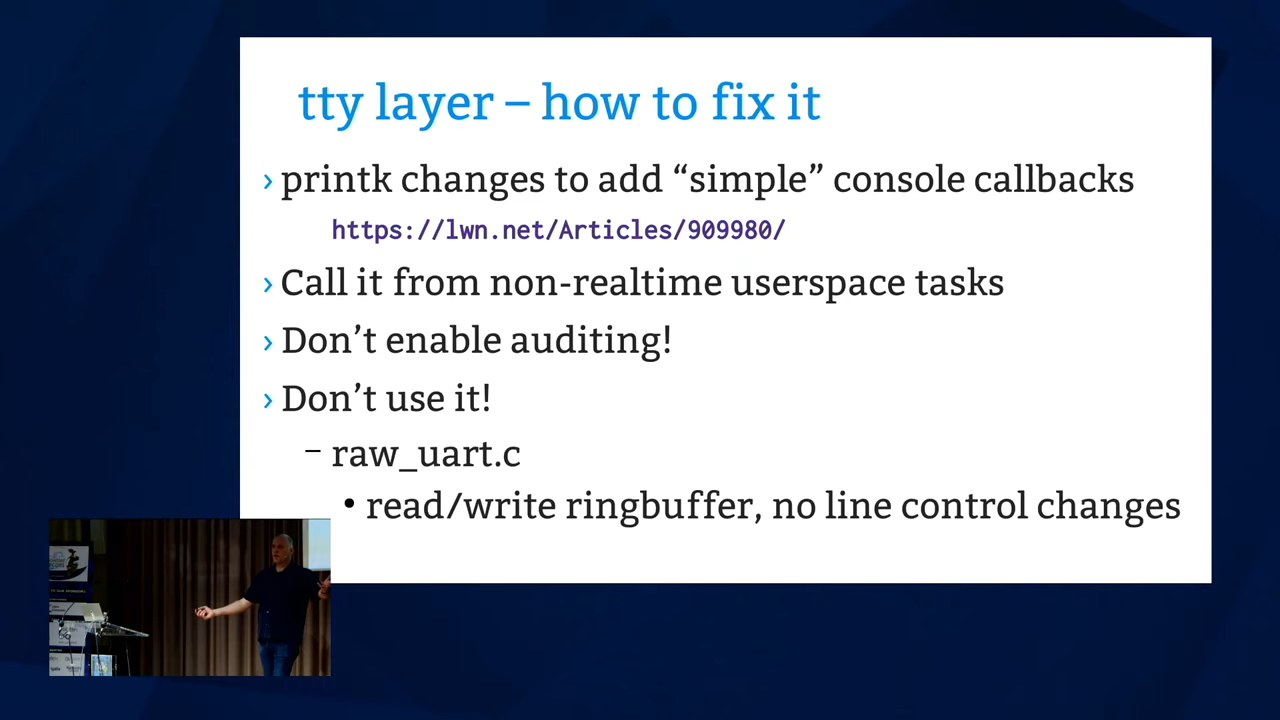 tty layer – how to fix it
› printk changes to add “simple” console callbacks
https://lwn.net/Articles/909980/
› Call it from non-realtime userspace tasks
› Don’t enable auditing!
› Don’t use it!
– raw_uart.c
• read/write ringbuffer, no line control changes